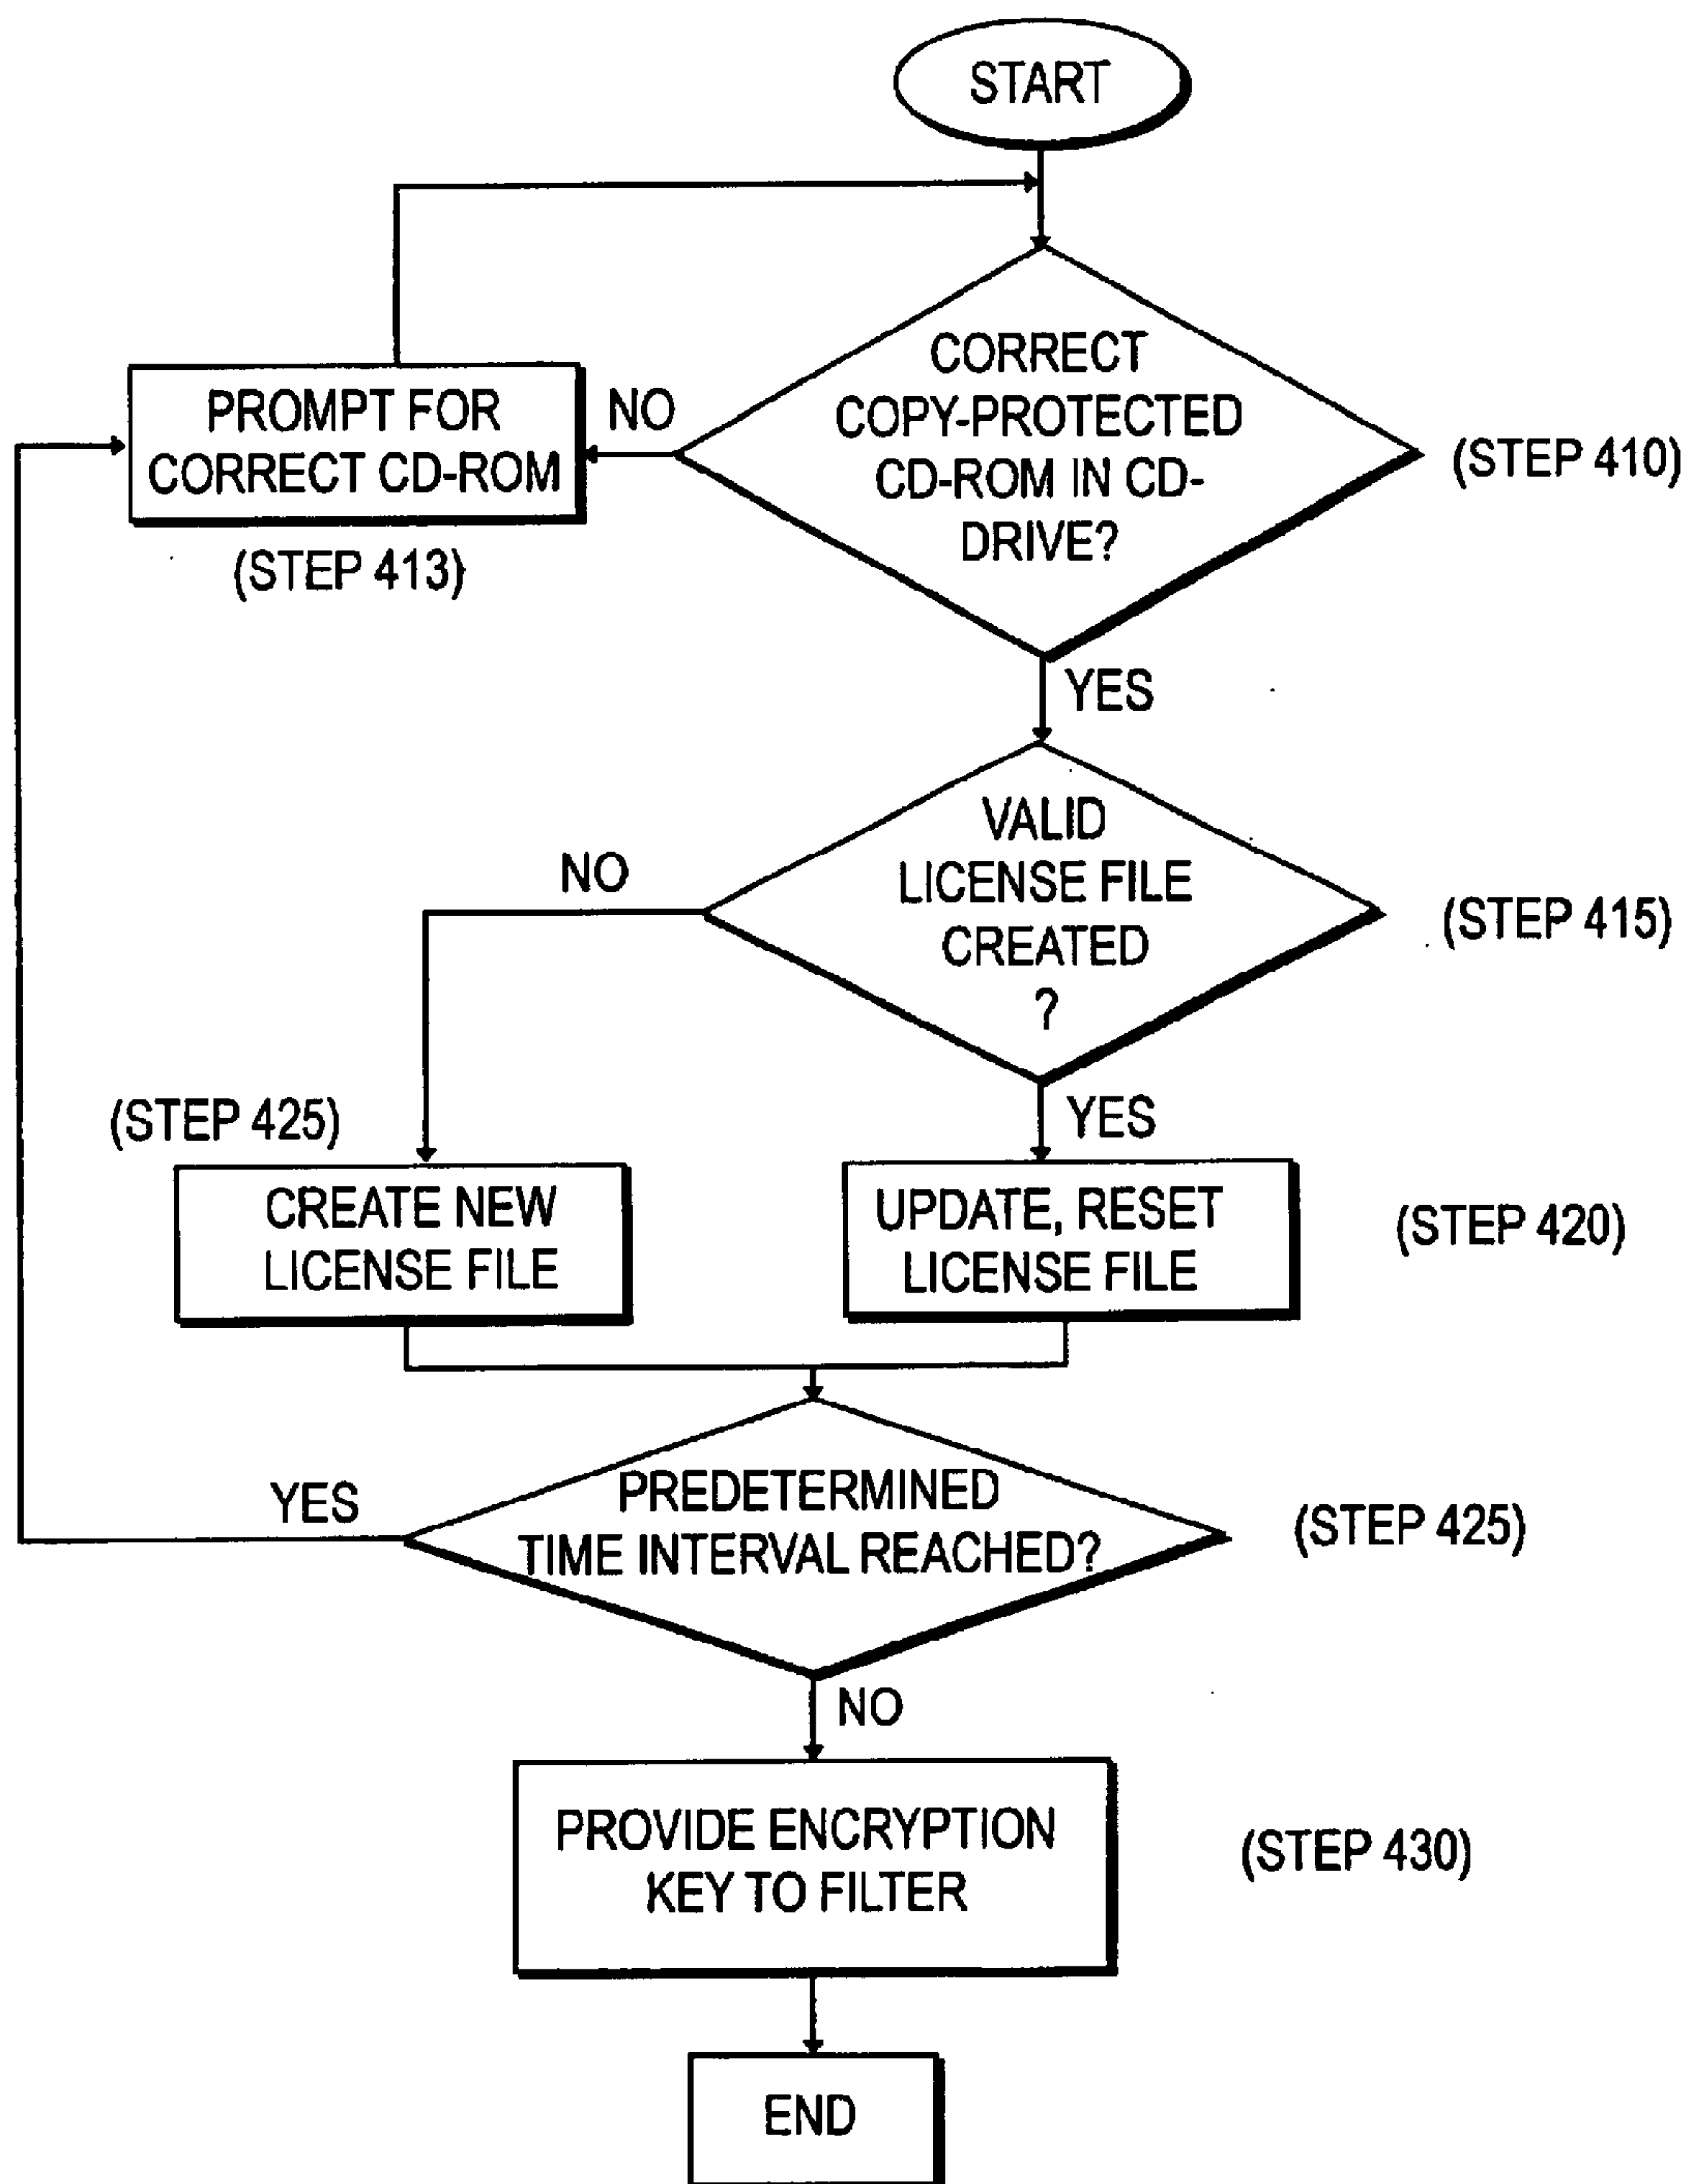 START
CORRECT
COPY-PROTECTED
CD-ROM IN CD-
DRIVE?
(STEP 410)
NO
PROMPT FOR
CORRECT CD-ROM
(STEP 413)
YES
VALID
LICENSE FILE
CREATED
?
(STEP 415)
NO
YES
(STEP 425)
CREATE NEW
LICENSE FILE
UPDATE, RESET
LICENSE FILE
(STEP 420)
PREDETERMINED
TIME INTERVAL REACHED?
(STEP 425)
YES
NO
PROVIDE ENCRYPTION
KEY TO FILTER
(STEP 430)
END